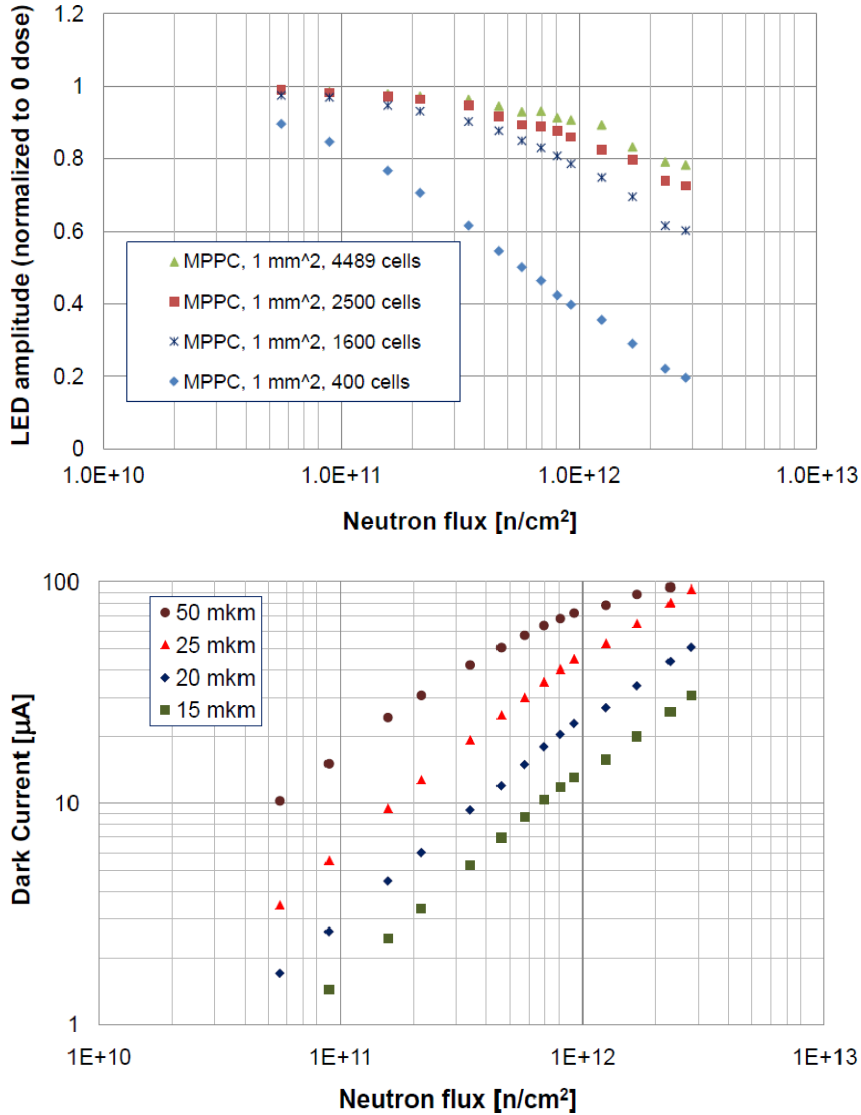 1.2
1
0.8
0.6
0.4
0.2
0
LED amplitude (normalized to 0 dose)
MPPC, 1 mm^2, 4489 cells
MPPC, 1 mm^2, 2500 cells
MPPC, 1 mm^2, 1600 cells
MPPC, 1 mm^2, 400 cells
1.0E+10 1.0E+11 1.0E+12 1.0E+13
Neutron flux [n/cm²]
100
10
1
Dark Current [µA]
50 mkm
25 mkm
20 mkm
15 mkm
1E+10 1E+11 1E+12 1E+13
Neutron flux [n/cm²]